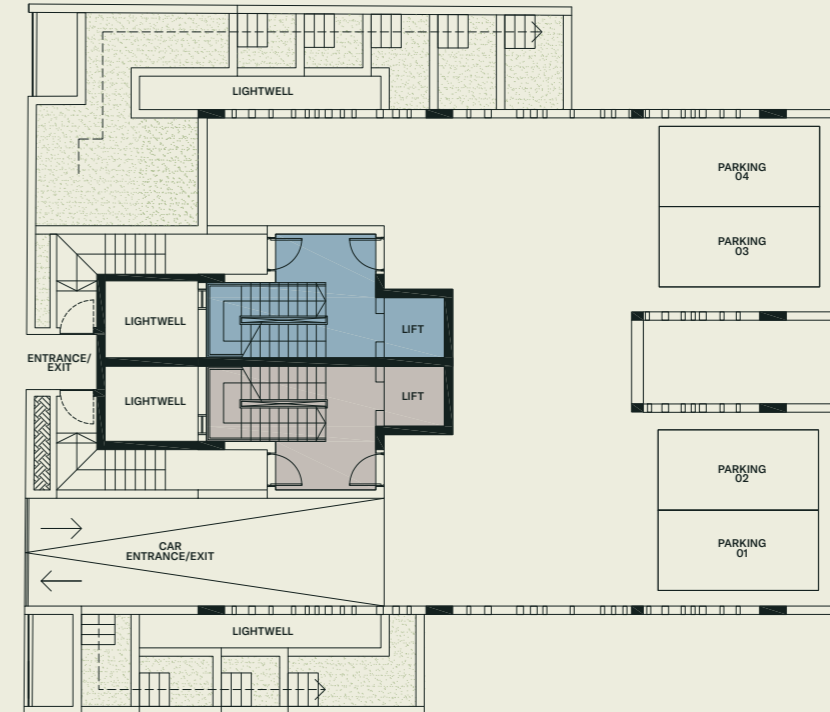 LIGHTWELL
PARKING
04
PARKING
03
LIGHTWELL
LIFT
ENTRANCE/
EXIT
LIGHTWELL
LIFT
PARKING
02
CAR
ENTRANCE/EXIT
PARKING
01
LIGHTWELL